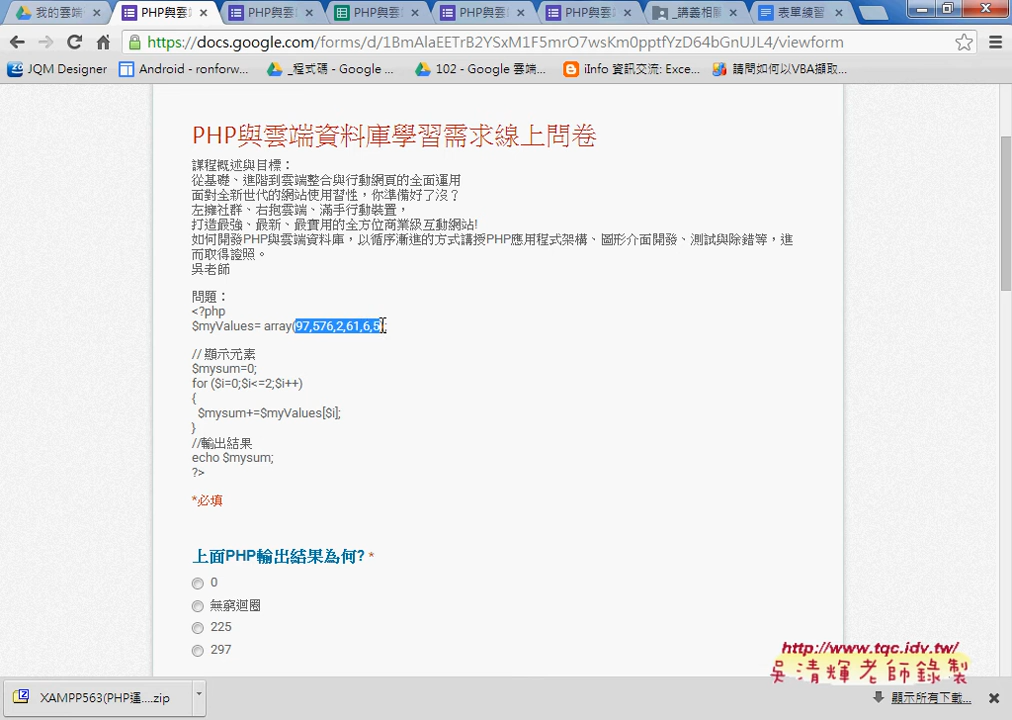 我的雲端
PHP與雲
PHP與雲
PHP與雲
PHP與雲
PHP與雲
_講義相
表單練習
https://docs.google.com/forms/d/1BmAlaEETrB2YSxM1F5mrO7wsKm0pptfYzD64bGnUJL4/viewform
JQM Designer
Android - ronforw...
_程式碼 - Google ...
102 - Google 雲端...
iInfo 資訊交流: Exce...
請問如何以VBA擷取...
PHP與雲端資料庫學習需求線上問卷
課程概述與目標：
從基礎、進階到雲端整合與行動網頁的全面運用
面對全新世代的網站使用習性，你準備好了沒？
左擁社群、右抱雲端、滿手行動裝置，
打造最強、最新、最實用的全方位商業級互動網站!
如何開發PHP與雲端資料庫，以循序漸進的方式講授PHP應用程式架構、圖形介面開發、測試與除錯等，進
而取得證照。
吳老師
問題：
<?php
$myValues= array(97,576,2,61,6,5);
// 顯示元素
$mysum=0;
for ($i=0;$i<=2;$i++)
{
$mysum+=$myValues[$i];
}
//輸出結果
echo $mysum;
?>
*必填
上面PHP輸出結果為何? *
0
無窮迴圈
225
297
http://www.tqc.idv.tw/
吳清輝老師錄製
XAMPP563(PHP運....zip
顯示所有下載...